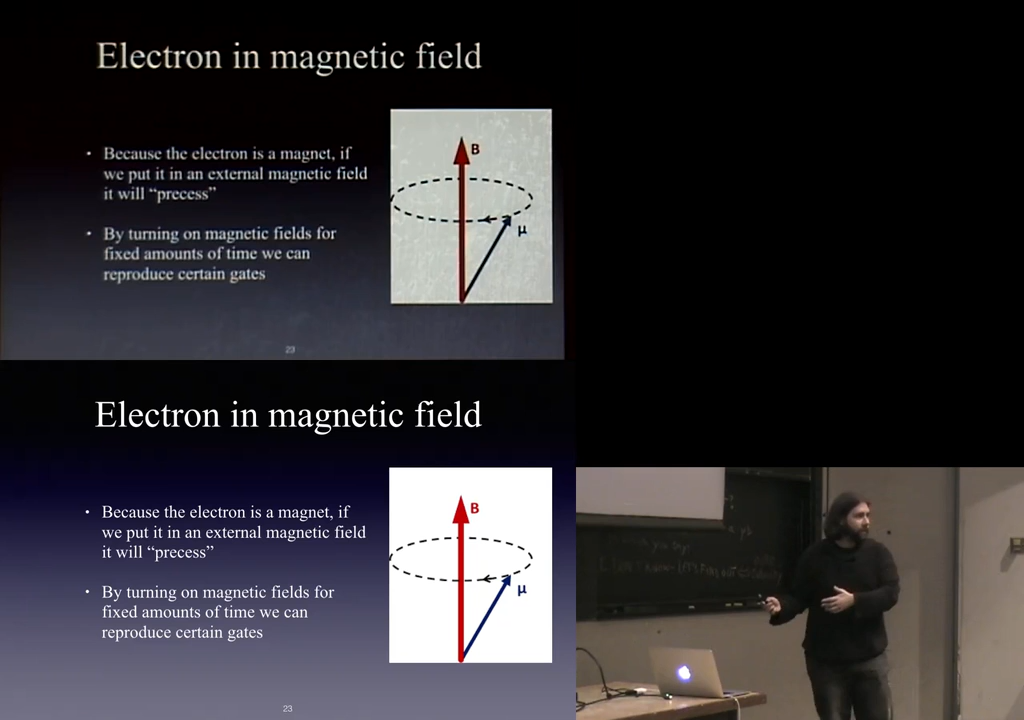 Electron in magnetic field
• Because the electron is a magnet, if
we put it in an external magnetic field
it will “precess”
• By turning on magnetic fields for
fixed amounts of time we can
reproduce certain gates
B
μ
23
Electron in magnetic field
• Because the electron is a magnet, if
we put it in an external magnetic field
it will “precess”
• By turning on magnetic fields for
fixed amounts of time we can
reproduce certain gates
B
μ
23